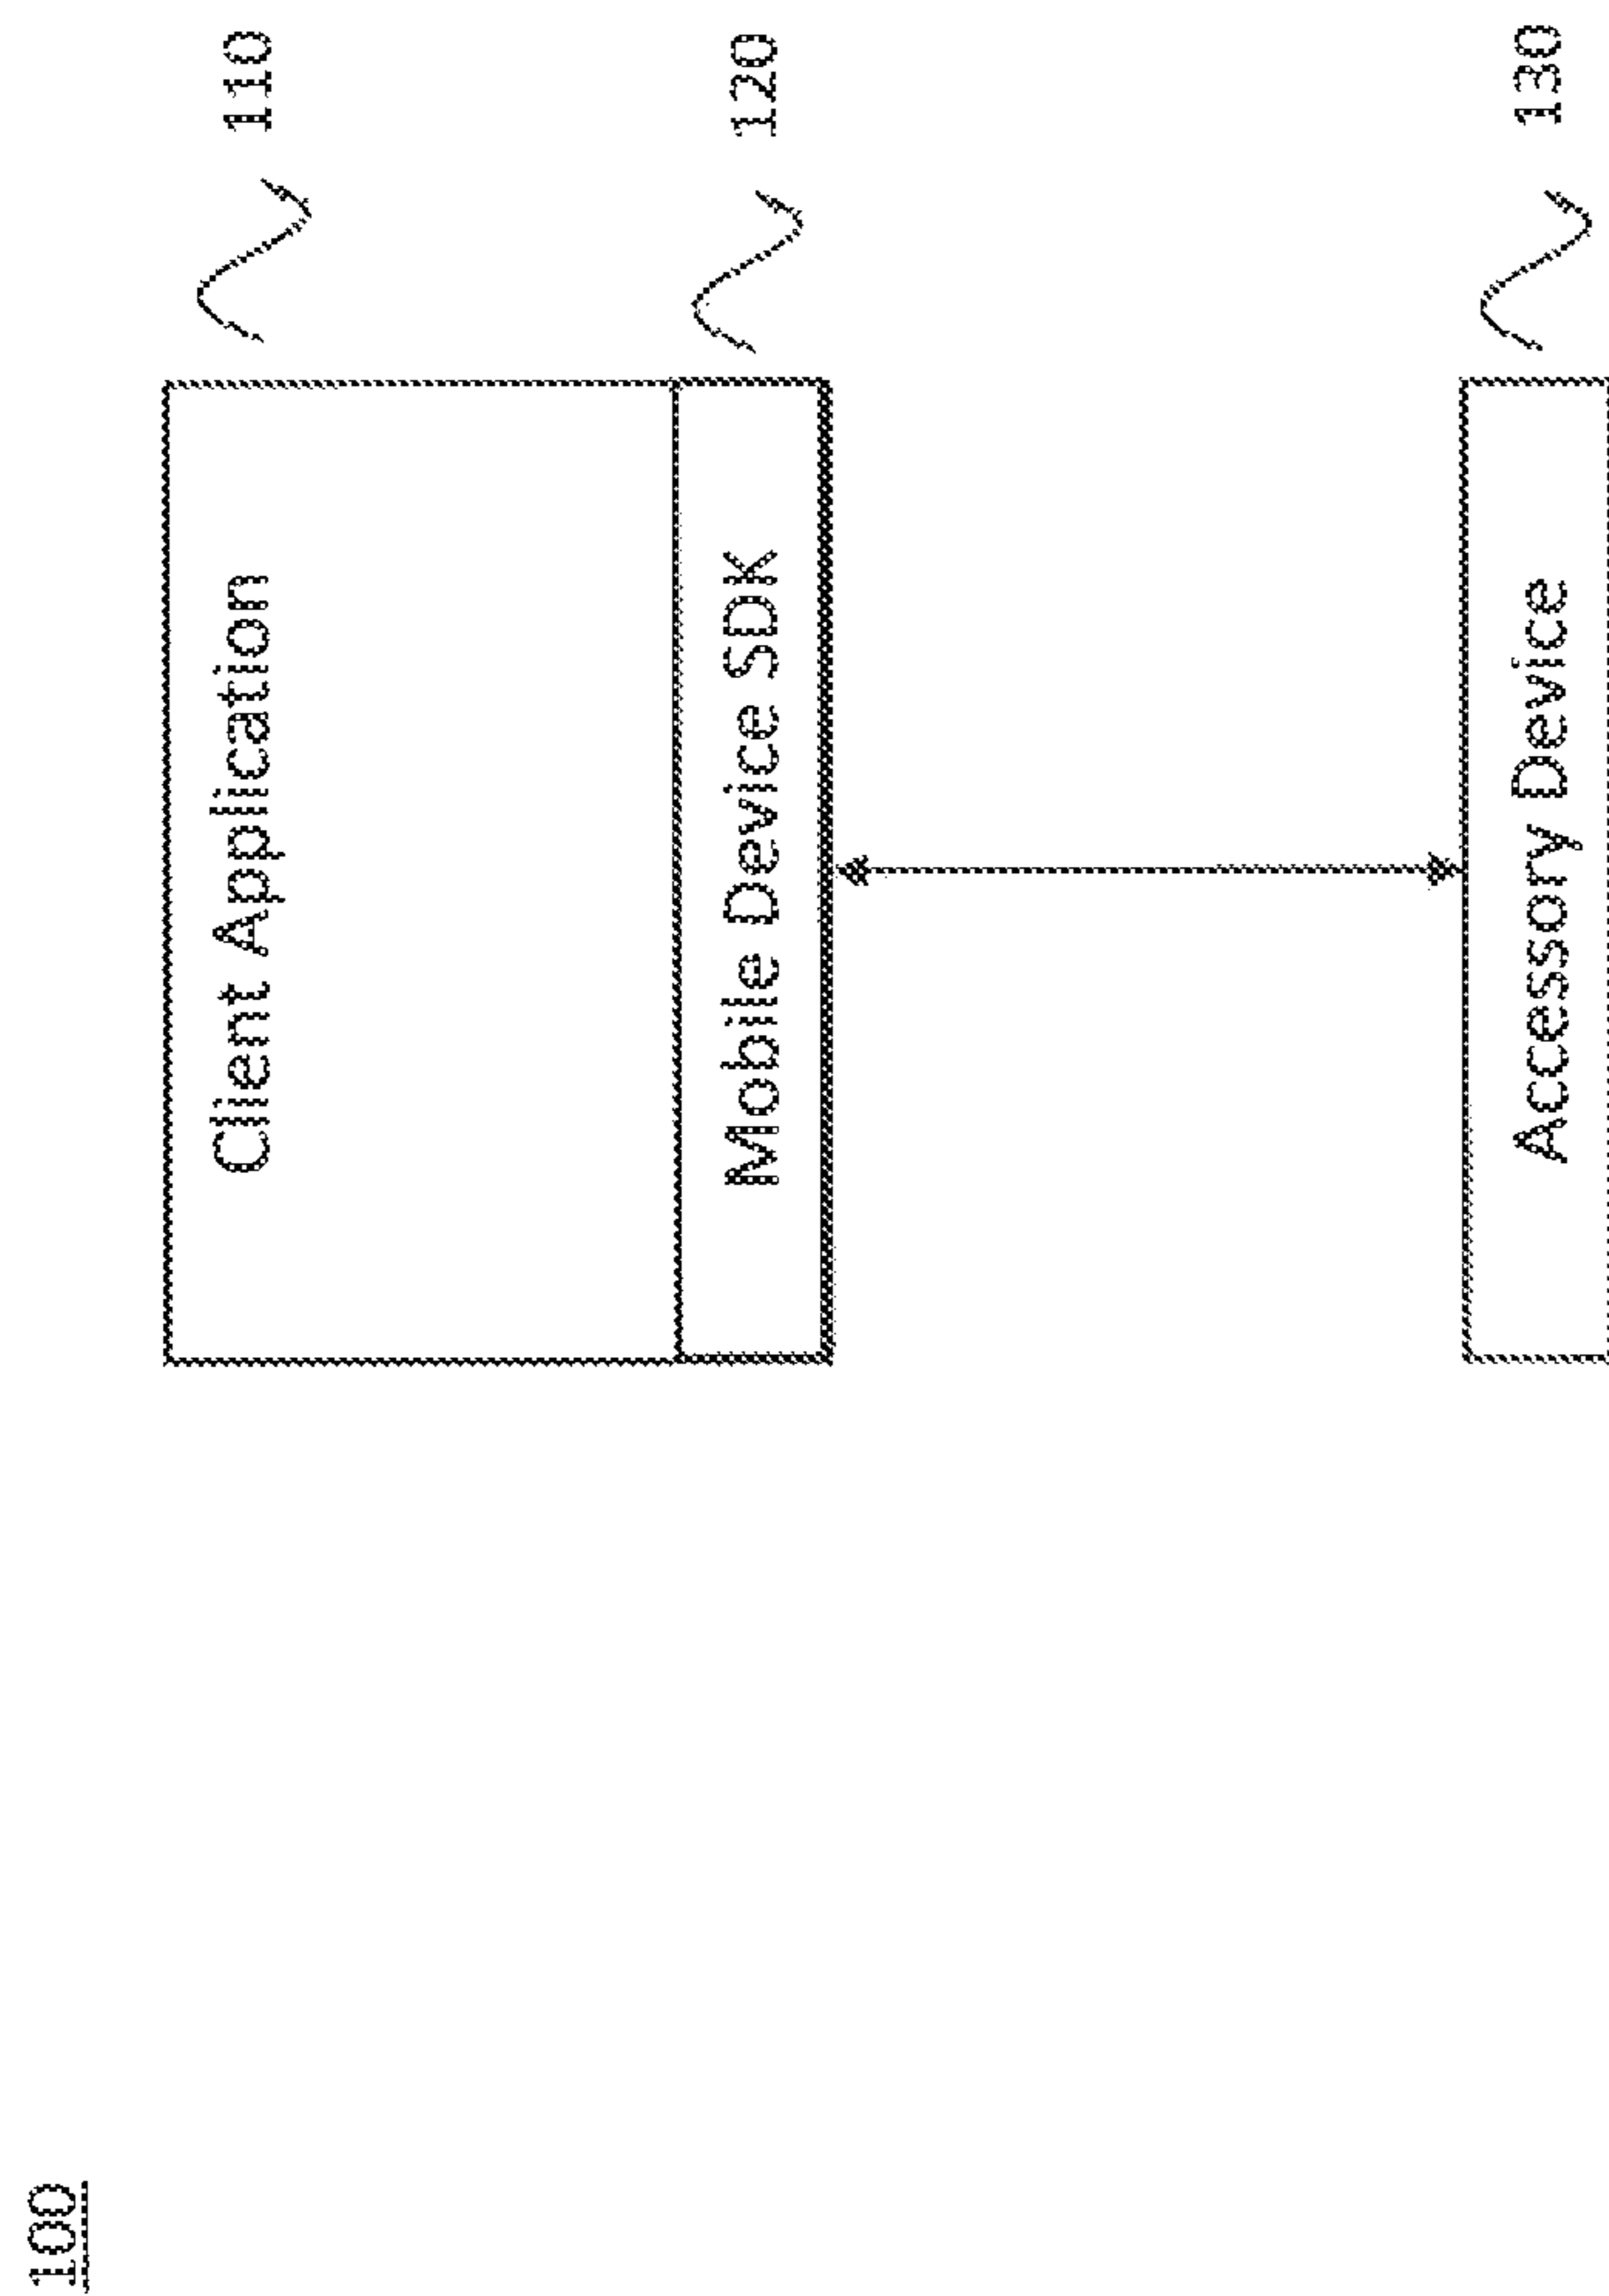 100
Client Application
110
Mobile Device SDK
120
Accessory Device
130